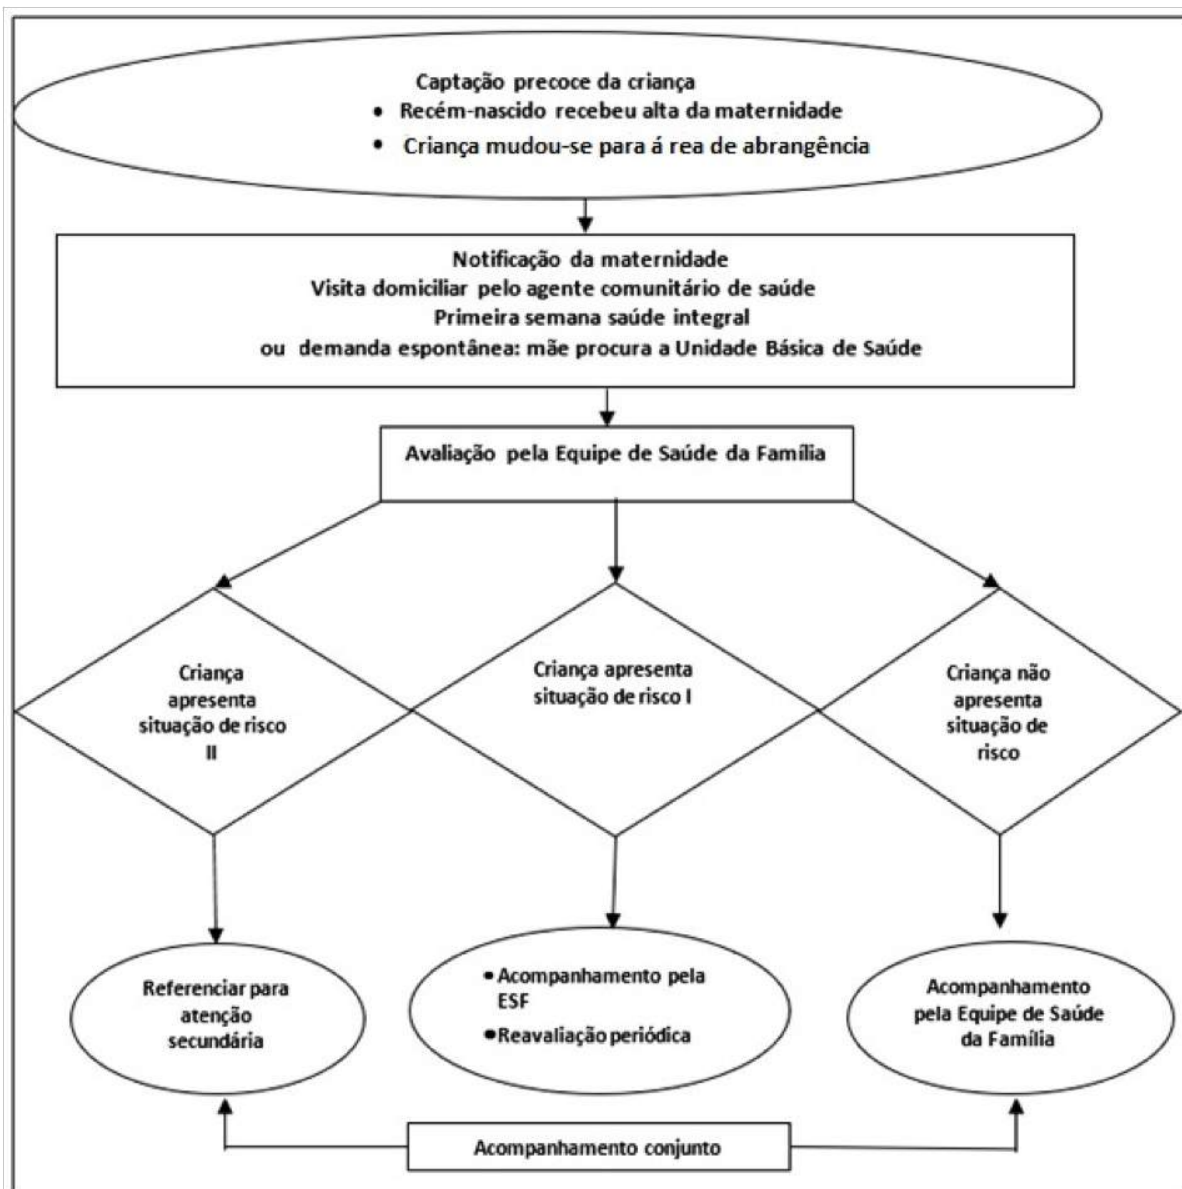 Captação precoce da criança
• Recém-nascido recebeu alta da maternidade
• Criança mudou-se para á rea de abrangência
Notificação da maternidade
Visita domiciliar pelo agente comunitário de saúde
Primeira semana saúde integral
ou demanda espontânea: mãe procura a Unidade Básica de Saúde
Avaliação pela Equipe de Saúde da Família
Criança
apresenta
situação de risco
II
Criança apresenta
situação de risco I
Criança não
apresenta
situação de
risco
Referenciar para
atenção
secundária
• Acompanhamento pela
ESF
• Reavaliação periódica
Acompanhamento
pela Equipe de Saúde
da Família
Acompanhamento conjunto